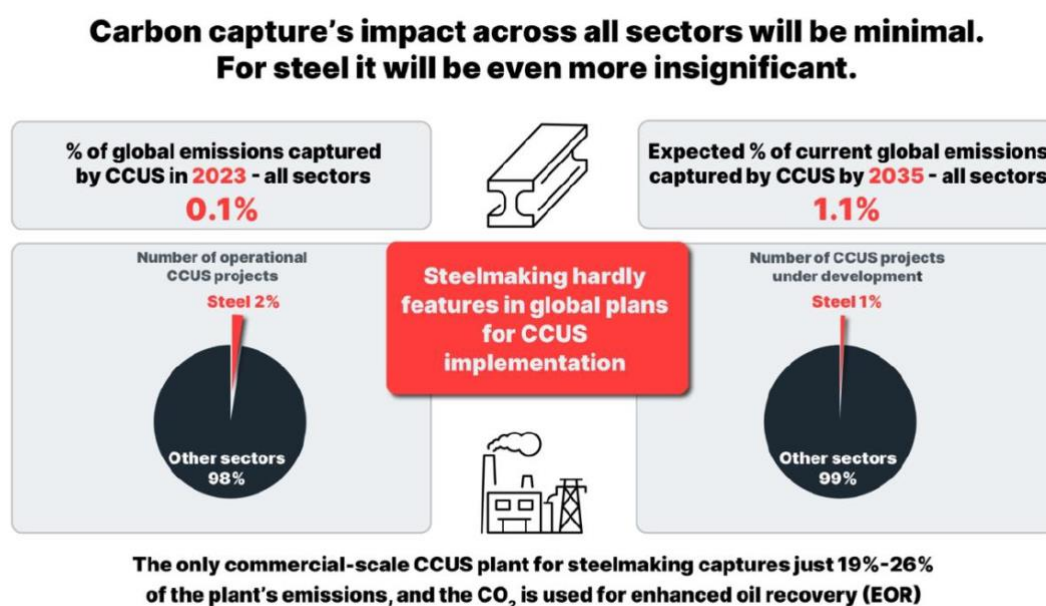 Carbon capture's impact across all sectors will be minimal.
For steel it will be even more insignificant.
% of global emissions captured
by CCUS in 2023 - all sectors
0.1%
Expected % of current global emissions
captured by CCUS by 2035 - all sectors
1.1%
Number of operational
CCUS projects
Steel 2%
Other sectors
98%
Steelmaking hardly
features in global plans
for CCUS
implementation
Number of CCUS projects
under development
Steel 1%
Other sectors
99%
The only commercial-scale CCUS plant for steelmaking captures just 19%-26%
of the plant's emissions, and the CO₂ is used for enhanced oil recovery (EOR)